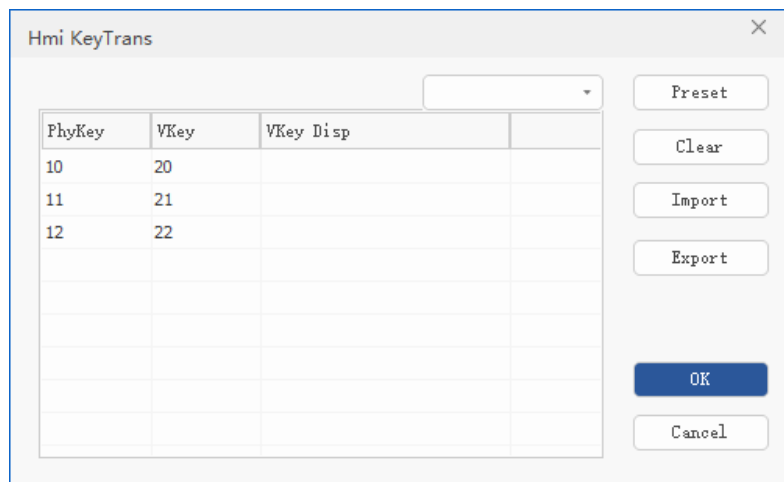 Hmi KeyTrans
Preset
PhyKey VKey VKey Disp
Clear
10 20
11 21
Import
12 22
Export
OK
Cancel